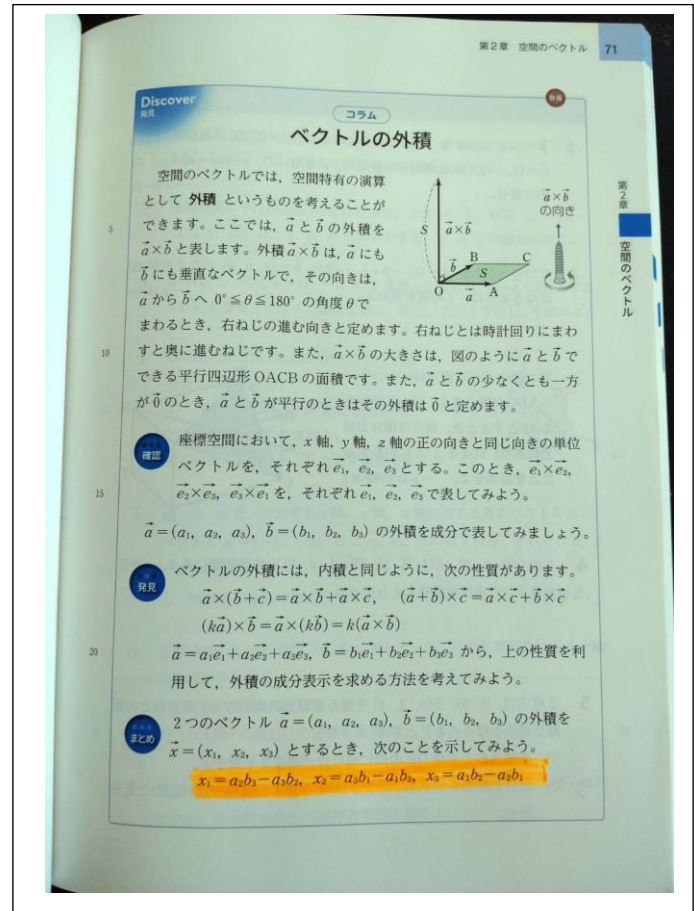 第2章 空間のベクトル 71
Discover
発見
発展
コラム
ベクトルの外積
空間のベクトルでは，空間特有の演算
として 外積 というものを考えることが
5 できます。ここでは，a→とb→の外積を
a→×b→と表します。外積a→×b→は，a→にも
b→にも垂直なベクトルで，その向きは，
a→からb→へ 0°≦θ≦180° の角度θで
まわるとき，右ねじの進む向きと定めます。右ねじとは時計回りにまわ
10 すと奥に進むねじです。また，a→×b→の大きさは，図のようにa→とb→で
できる平行四辺形 OACB の面積です。また，a→とb→の少なくとも一方
が0→のとき，a→とb→が平行のときはその外積は0→と定めます。
S a→×b→
b→ B C
S
O a→ A
a→×b→
の向き
確認
座標空間において，x軸，y軸，z軸の正の向きと同じ向きの単位
ベクトルを，それぞれe₁→，e₂→，e₃→とする。このとき，e₁→×e₂→，
15 e₂→×e₃→，e₃→×e₁→を，それぞれe₁→，e₂→，e₃→で表してみよう。
a→=(a₁, a₂, a₃)，b→=(b₁, b₂, b₃) の外積を成分で表してみましょう。
発見
ベクトルの外積には，内積と同じように，次の性質があります。
a→×(b→+c→)=a→×b→+a→×c→， (a→+b→)×c→=a→×c→+b→×c→
(ka→)×b→=a→×(kb→)=k(a→×b→)
20 a→=a₁e₁→+a₂e₂→+a₃e₃→，b→=b₁e₁→+b₂e₂→+b₃e₃→ から，上の性質を利
用して，外積の成分表示を求める方法を考えてみよう。
まとめ
2つのベクトル a→=(a₁, a₂, a₃)，b→=(b₁, b₂, b₃) の外積を
x→=(x₁, x₂, x₃) とするとき，次のことを示してみよう。
x₁=a₂b₃−a₃b₂，x₂=a₃b₁−a₁b₃，x₃=a₁b₂−a₂b₁
第2章
空間のベクトル